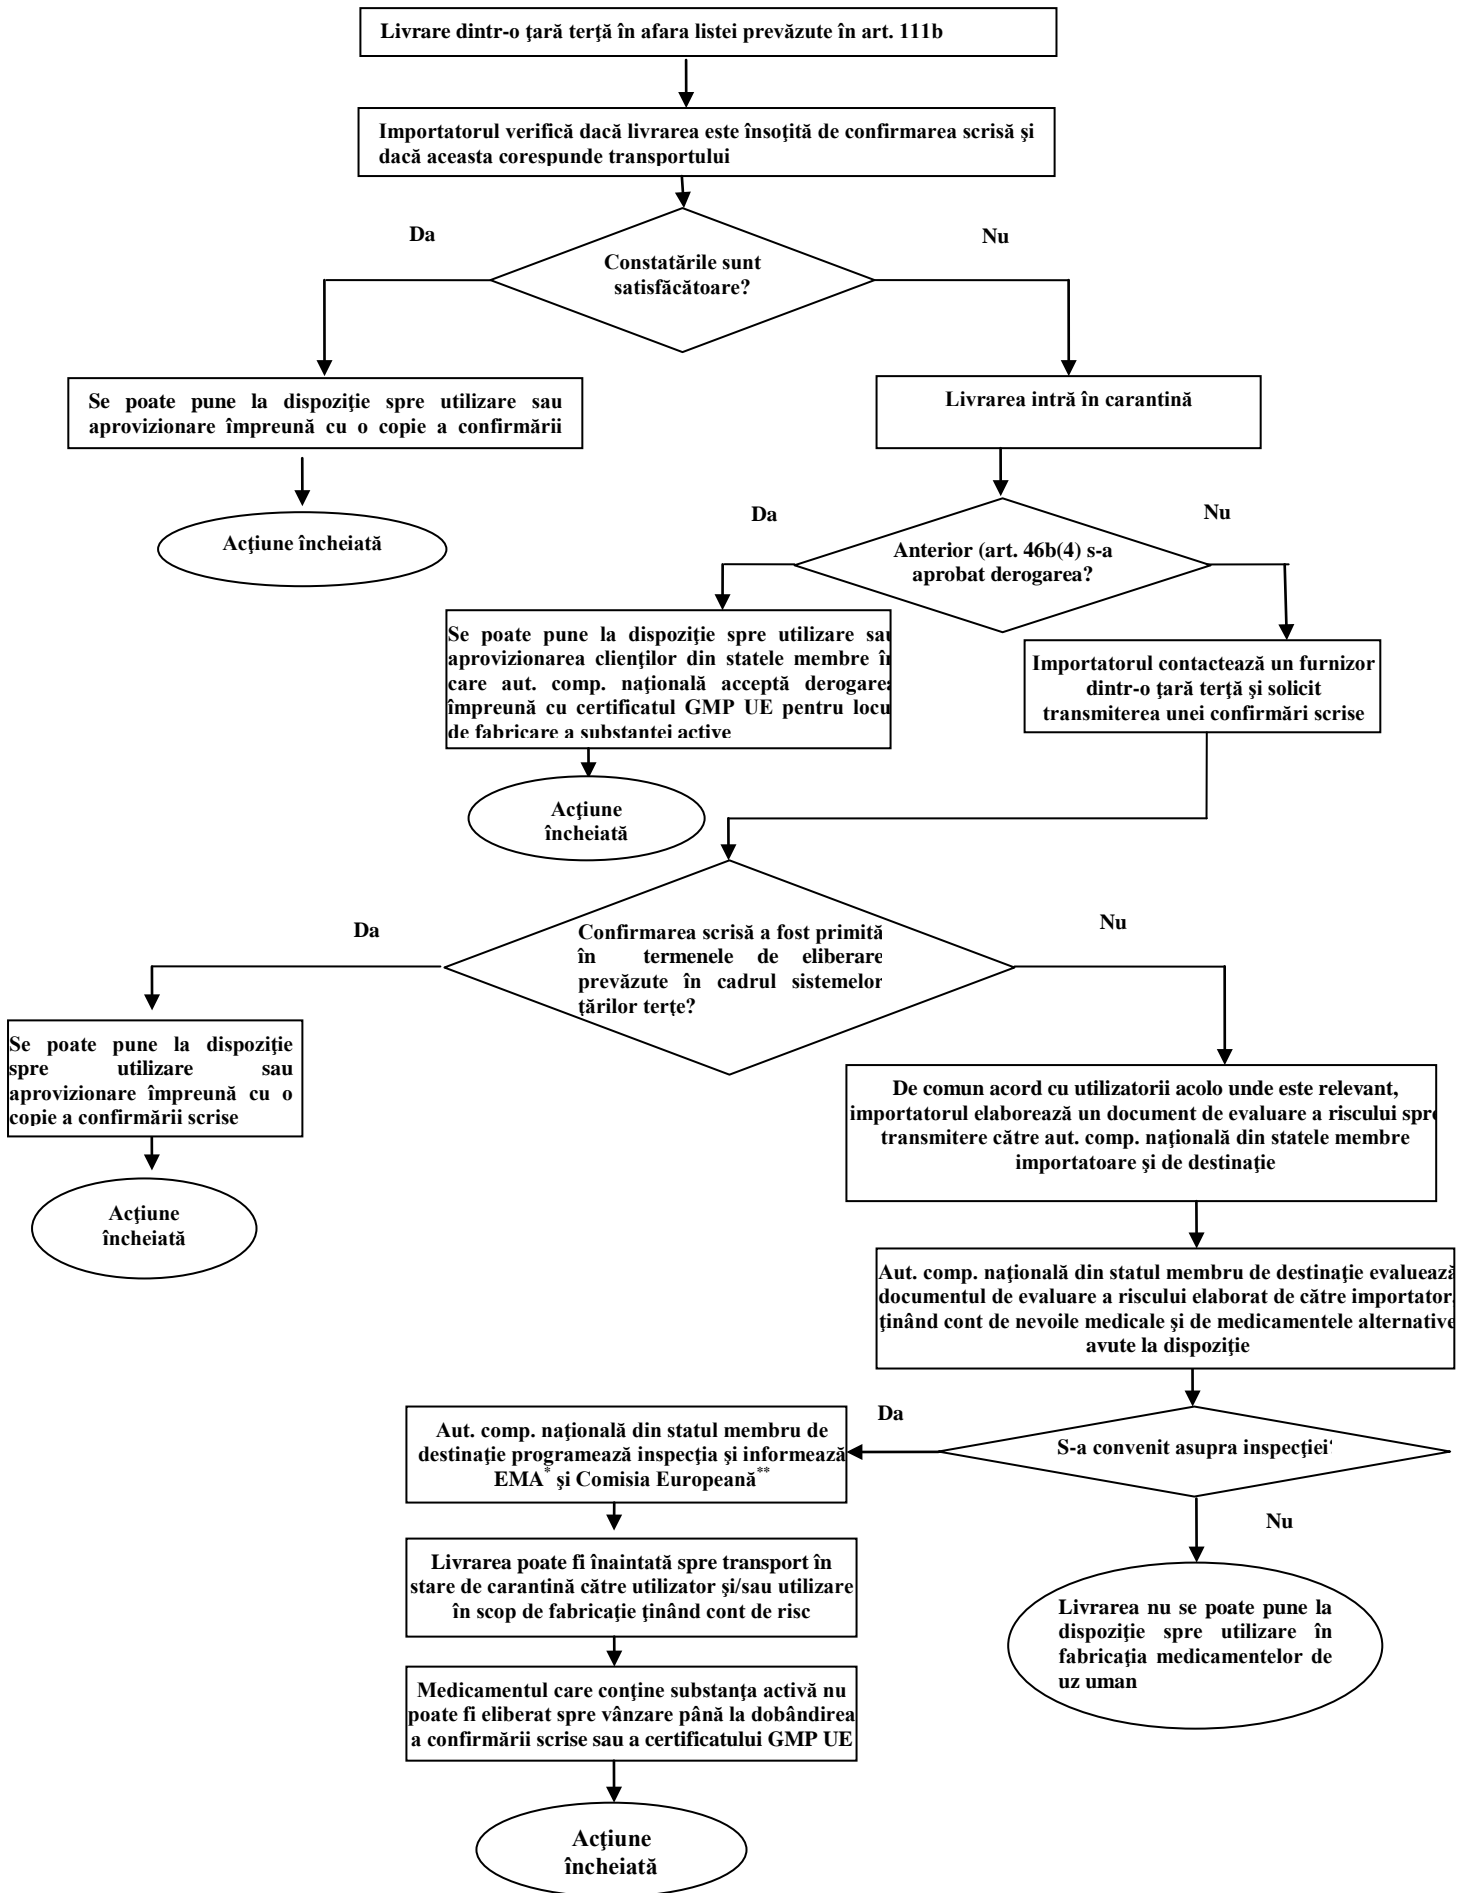 Livrare dintr-o ţară terţă în afara listei prevăzute în art. 111b
Importatorul verifică dacă livrarea este însoţită de confirmarea scrisă şi
dacă aceasta corespunde transportului
Da
Nu
Constatările sunt
satisfăcătoare?
Se poate pune la dispoziţie spre utilizare sau
aprovizionare împreună cu o copie a confirmării
Livrarea intră în carantină
Acţiune încheiată
Da
Nu
Anterior (art. 46b(4) s-a
aprobat derogarea?
Se poate pune la dispoziţie spre utilizare sau
aprovizionarea clienţilor din statele membre în
care aut. comp. naţională acceptă derogarea
împreună cu certificatul GMP UE pentru locu
de fabricare a substanţei active
Importatorul contactează un furnizor
dintr-o ţară terţă şi solicit
transmiterea unei confirmări scrise
Acţiune
încheiată
Da
Nu
Confirmarea scrisă a fost primită
în termenele de eliberare
prevăzute în cadrul sistemelor
ţărilor terţe?
Se poate pune la dispoziţie
spre utilizare sau
aprovizionare împreună cu o
copie a confirmării scrise
De comun acord cu utilizatorii acolo unde este relevant,
importatorul elaborează un document de evaluare a riscului spre
transmitere către aut. comp. naţională din statele membre
importatoare şi de destinaţie
Acţiune
încheiată
Aut. comp. naţională din statul membru de destinaţie evaluează
documentul de evaluare a riscului elaborat de către importator,
ţinând cont de nevoile medicale şi de medicamentele alternative
avute la dispoziţie
Da
Aut. comp. naţională din statul membru de
destinaţie programează inspecţia şi informează
EMA* şi Comisia Europeană**
S-a convenit asupra inspecţiei?
Nu
Livrarea poate fi înaintată spre transport în
stare de carantină către utilizator şi/sau utilizare
în scop de fabricaţie ţinând cont de risc
Livrarea nu se poate pune la
dispoziţie spre utilizare în
fabricaţia medicamentelor de
uz uman
Medicamentul care conţine substanţa activă nu
poate fi eliberat spre vânzare până la dobândirea
a confirmării scrise sau a certificatului GMP UE
Acţiune
încheiată